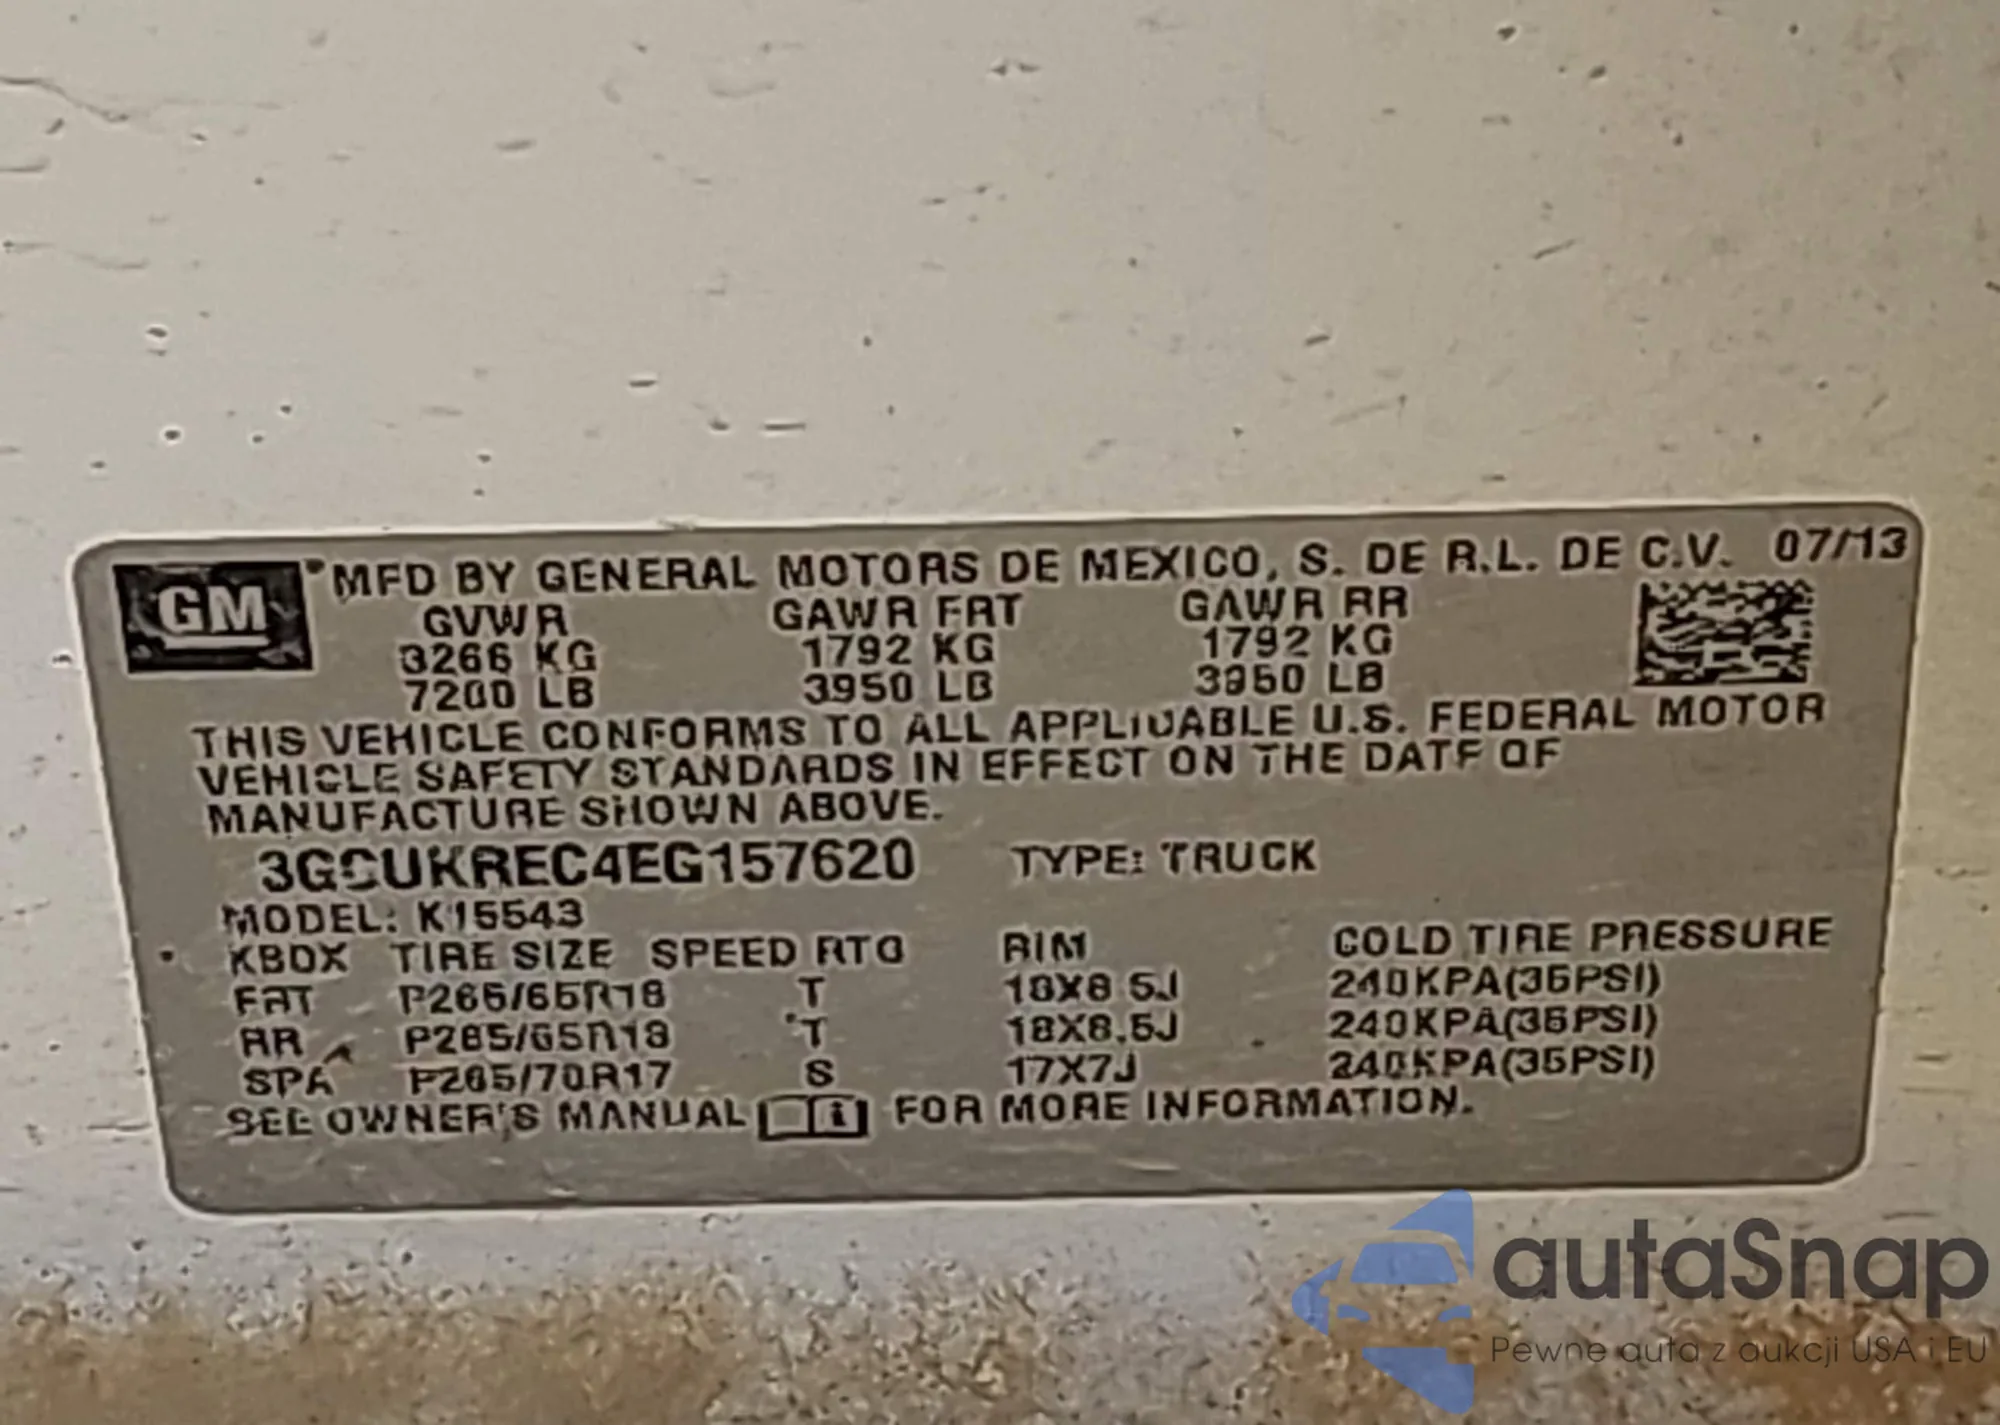 GM MFD BY GENERAL MOTORS DE MEXICO, S. DE R.L. DE C.V. 07/13
GVWR GAWR FRT GAWR RR
3266 KG 1792 KG 1792 KG
7200 LB 3950 LB 3950 LB
THIS VEHICLE CONFORMS TO ALL APPLICABLE U.S. FEDERAL MOTOR
VEHICLE SAFETY STANDARDS IN EFFECT ON THE DATE OF
MANUFACTURE SHOWN ABOVE.
3GCUKREC4EG157620 TYPE: TRUCK
MODEL: K15543
KBOX TIRE SIZE SPEED RTG RIM COLD TIRE PRESSURE
FRT P265/65R18 T 18X8.5J 240KPA(35PSI)
RR P265/65R18 T 18X8.5J 240KPA(35PSI)
SPA P265/70R17 S 17X7J 240KPA(35PSI)
SEE OWNER'S MANUAL FOR MORE INFORMATION.
autaSnap
Pewne auta z aukcji USA i EU